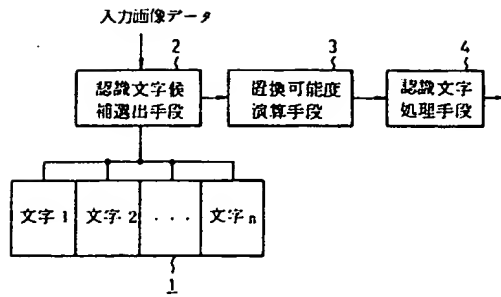 入力画像データ
2
3
4
認識文字候
補選出手段
置換可能度
演算手段
認識文字
処理手段
文字1
文字2
...
文字n
1